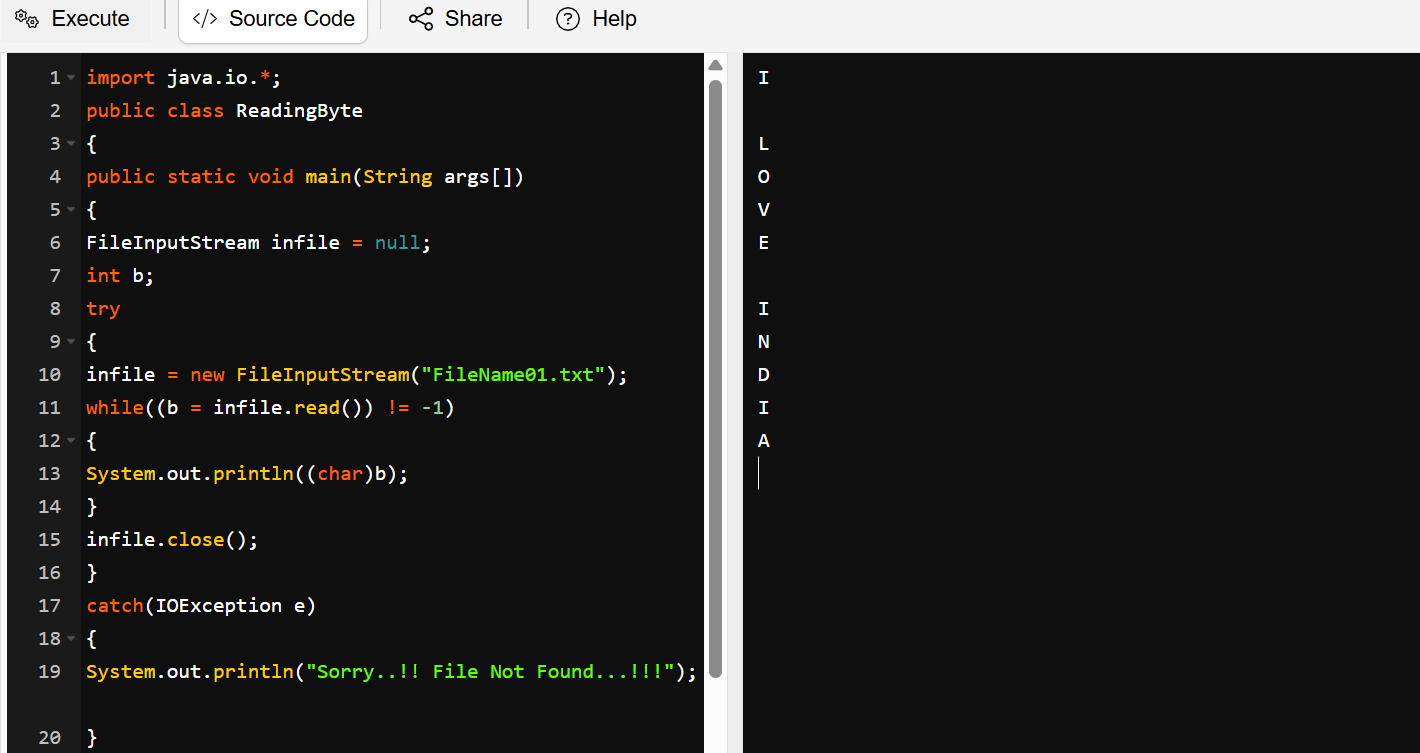 Execute
</> Source Code
Share
? Help
1 import java.io.*;
2 public class ReadingByte
3 {
4 public static void main(String args[])
5 {
6 FileInputStream infile = null;
7 int b;
8 try
9 {
10 infile = new FileInputStream("FileName01.txt");
11 while((b = infile.read()) != -1)
12 {
13 System.out.println((char)b);
14 }
15 infile.close();
16 }
17 catch(IOException e)
18 {
19 System.out.println("Sorry..!! File Not Found...!!!");
20 }
I
L
O
V
E
I
N
D
I
A